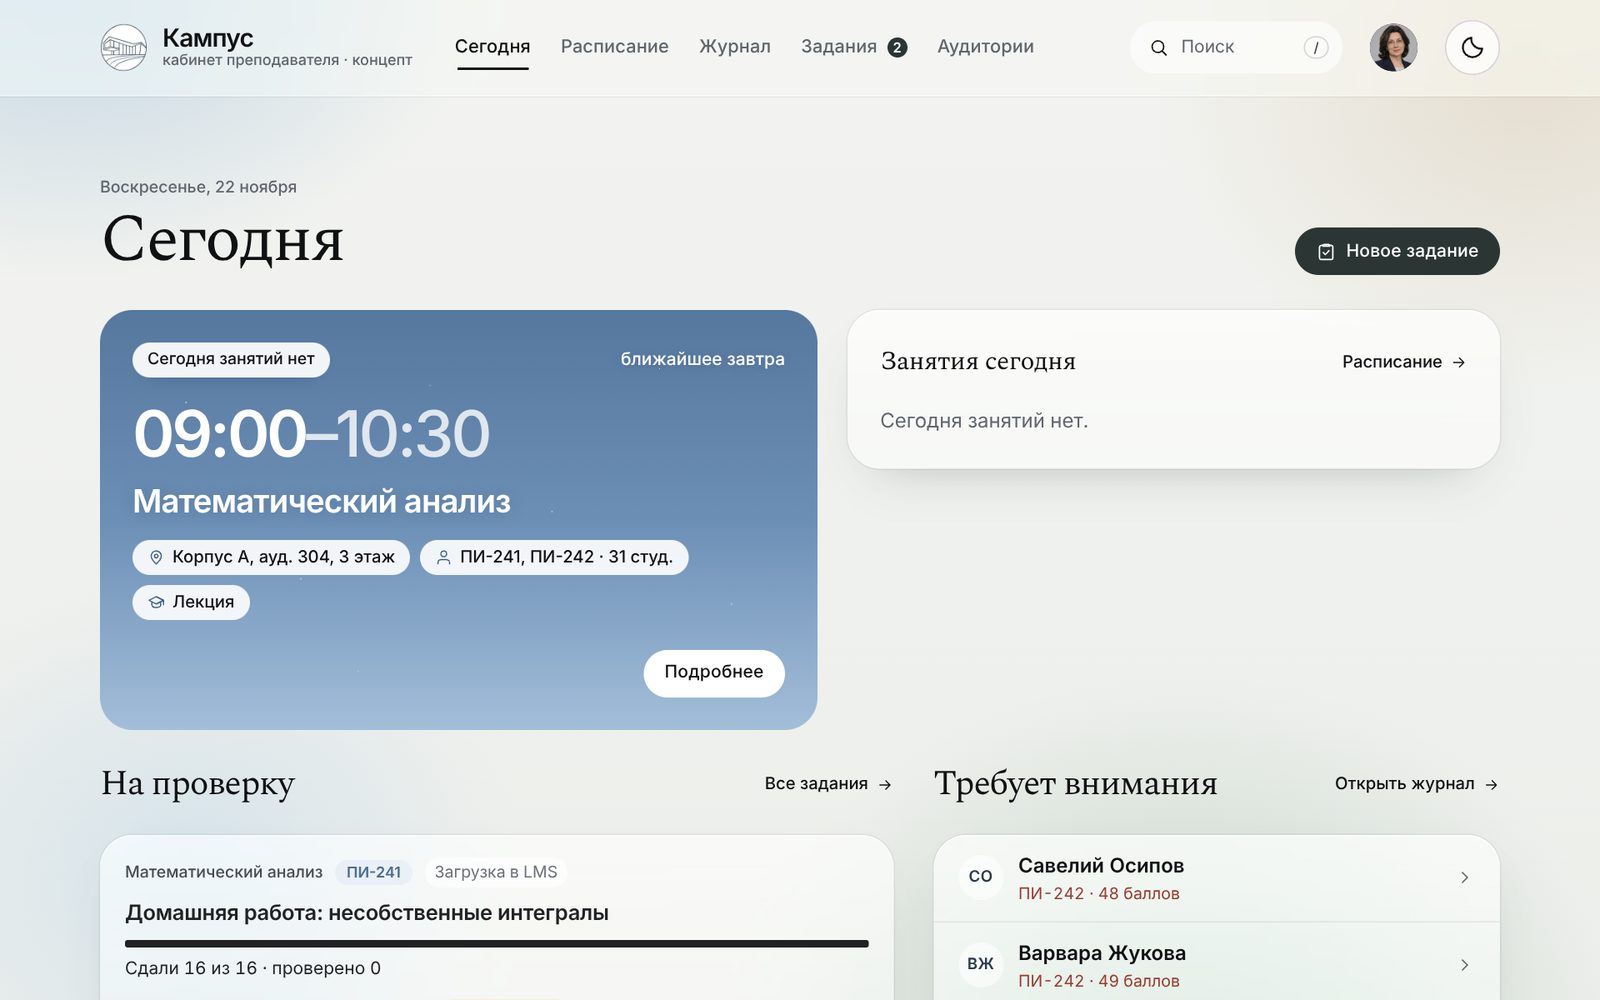 Кампус
кабинет преподавателя · концепт
Сегодня
Расписание
Журнал
Задания 2
Аудитории
Поиск /
Воскресенье, 22 ноября
Сегодня
Новое задание
Сегодня занятий нет
ближайшее завтра
09:00–10:30
Математический анализ
Корпус А, ауд. 304, 3 этаж
ПИ-241, ПИ-242 · 31 студ.
Лекция
Подробнее
Занятия сегодня
Расписание →
Сегодня занятий нет.
На проверку
Все задания →
Математический анализ ПИ-241 Загрузка в LMS
Домашняя работа: несобственные интегралы
Сдали 16 из 16 · проверено 0
Требует внимания
Открыть журнал →
СО
Савелий Осипов
ПИ-242 · 48 баллов
ВЖ
Варвара Жукова
ПИ-242 · 49 баллов